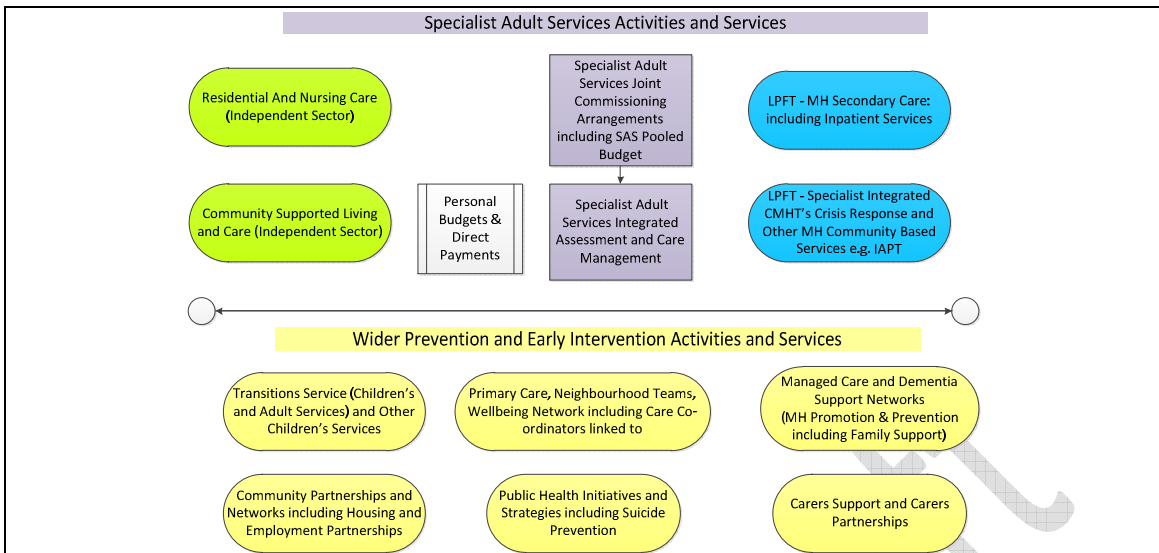 Specialist Adult Services Activities and Services
Residential And Nursing Care
(Independent Sector)
Specialist Adult
Services Joint
Commissioning
Arrangements
including SAS Pooled
Budget
LPFT - MH Secondary Care:
including Inpatient Services
Community Supported Living
and Care (Independent Sector)
Personal
Budgets &
Direct
Payments
Specialist Adult
Services Integrated
Assessment and Care
Management
LPFT - Specialist Integrated
CMHT's Crisis Response and
Other MH Community Based
Services e.g. IAPT
Wider Prevention and Early Intervention Activities and Services
Transitions Service (Children's
and Adult Services) and Other
Children's Services
Primary Care, Neighbourhood Teams,
Wellbeing Network including Care Co-
ordinators linked to
Managed Care and Dementia
Support Networks
(MH Promotion & Prevention
including Family Support)
Community Partnerships and
Networks including Housing and
Employment Partnerships
Public Health Initiatives and
Strategies including Suicide
Prevention
Carers Support and Carers
Partnerships